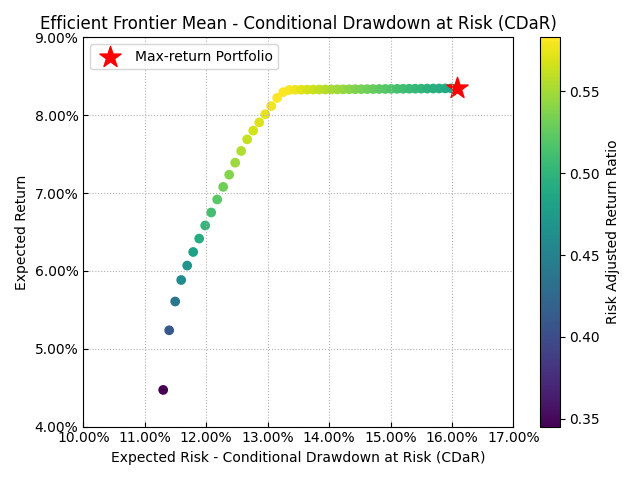 Efficient Frontier Mean - Conditional Drawdown at Risk (CDaR)
Max-return Portfolio
9.00%
8.00%
7.00%
6.00%
5.00%
4.00%
Expected Return
10.00% 11.00% 12.00% 13.00% 14.00% 15.00% 16.00% 17.00%
Expected Risk - Conditional Drawdown at Risk (CDaR)
0.55
0.50
0.45
0.40
0.35
Risk Adjusted Return Ratio